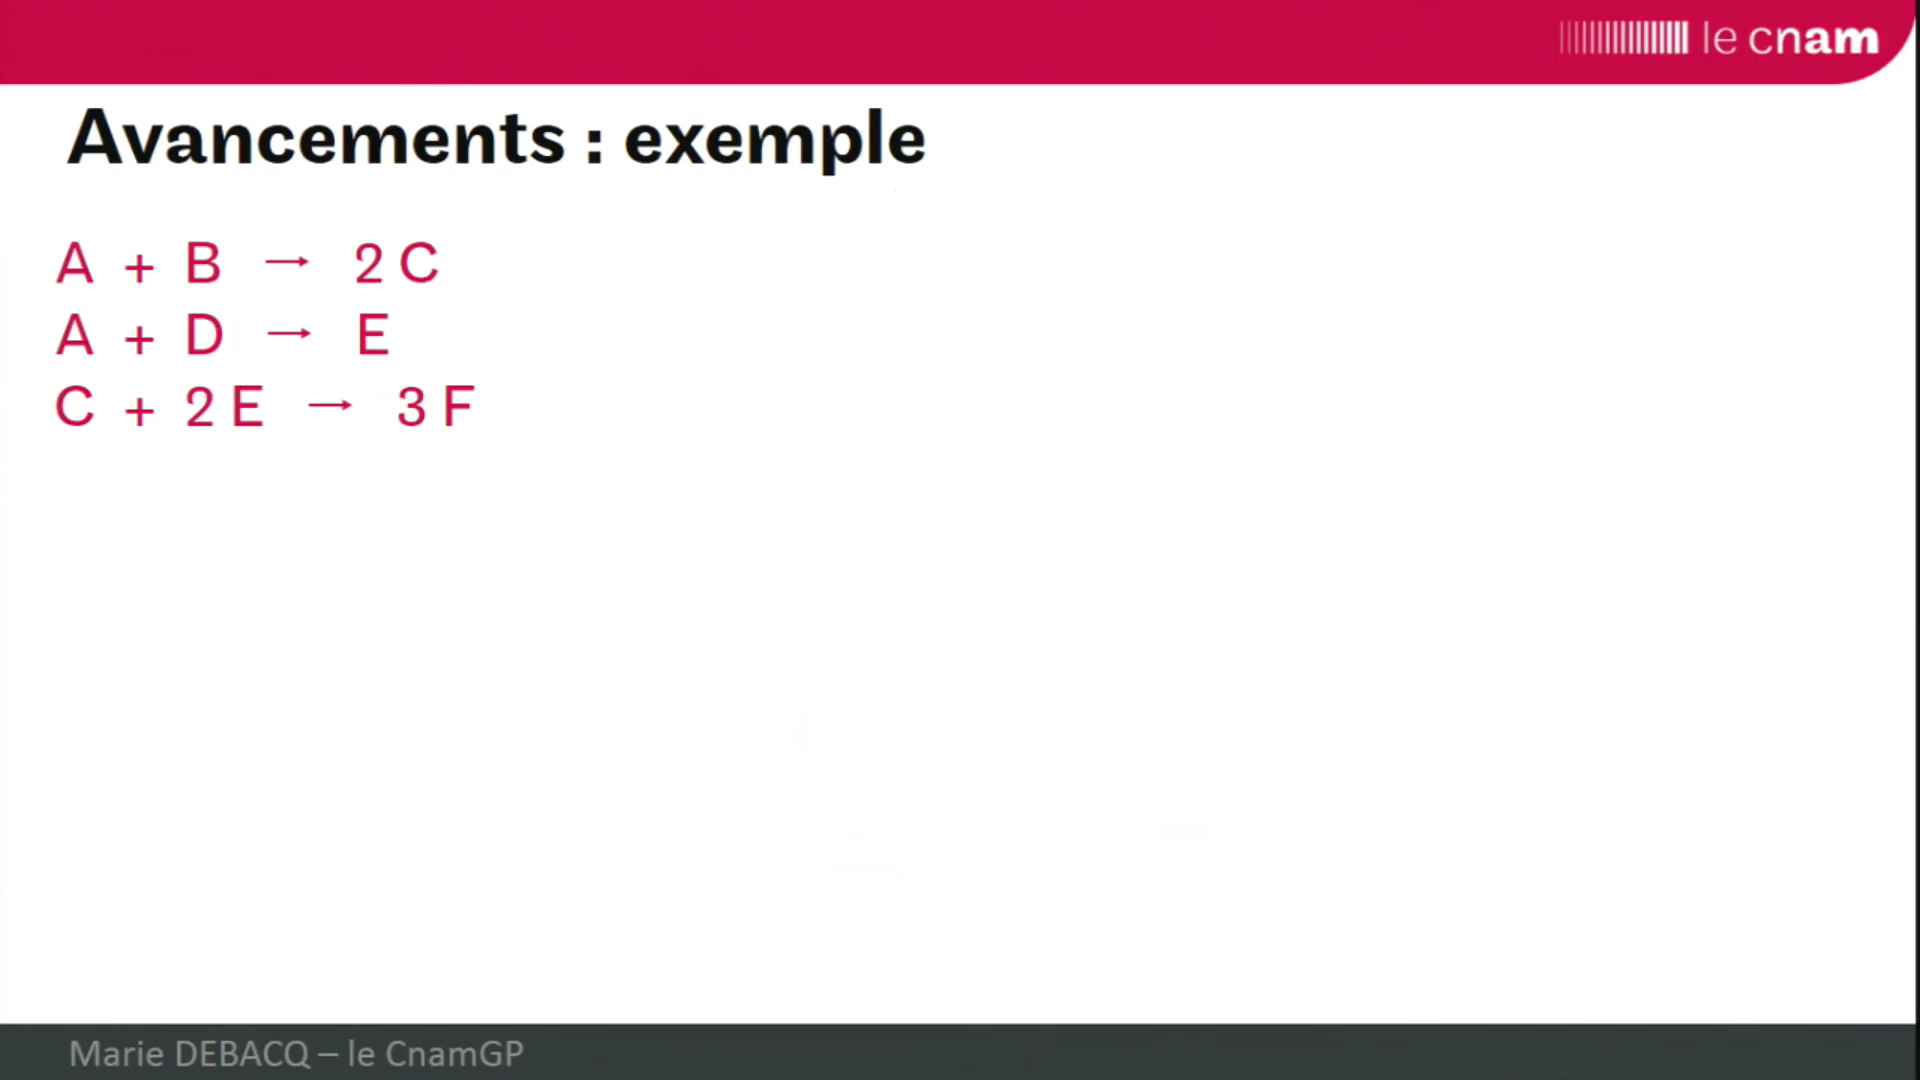 le cnam
Avancements : exemple
A + B → 2 C
A + D → E
C + 2 E → 3 F
Marie DEBACQ – le CnamGP